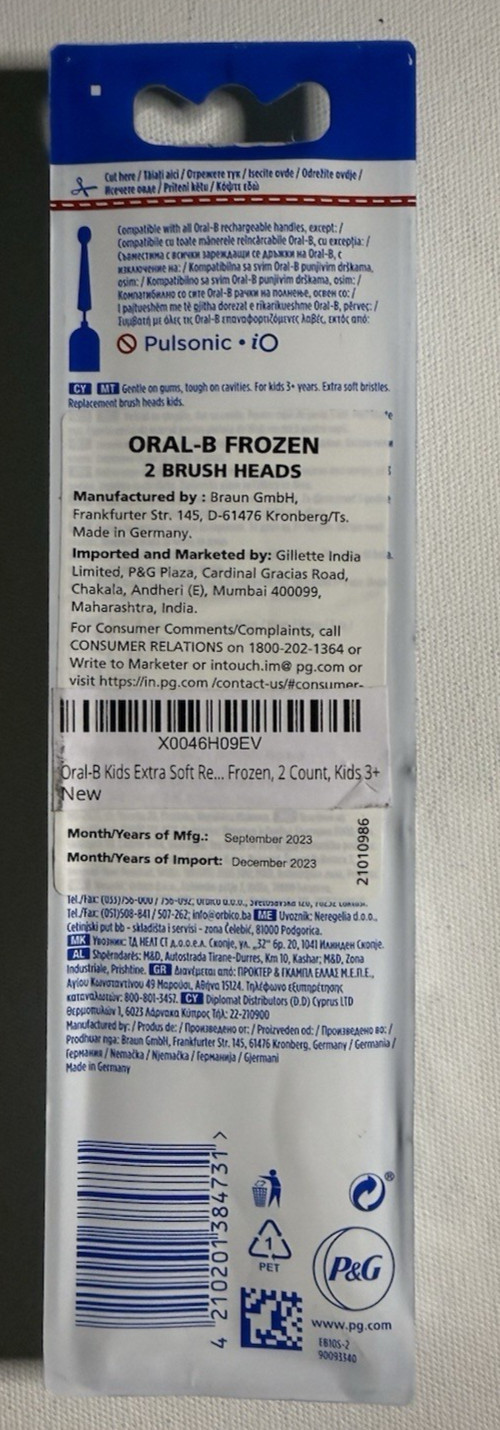 Cut here / Tăiați aici / Отрежете тук / Isecite ovde / Odrežite ovdje /
Исечете овде / Priteni këtu / Κόψτε εδώ
Compatible with all Oral-B rechargeable handles, except: /
Compatibile cu toate mânerele reîncărcabile Oral-B, cu excepția: /
Съвместима с всички зареждащи се дръжки на Oral-B, с
изключение на: / Kompatibilna sa svim Oral-B punjivim drškama,
osim: / Kompatibilno sa svim Oral-B punjivim drškama, osim: /
Компатибилно со сите Oral-B рачки на полнење, освен со: /
I pajtueshëm me të gjitha dorezat e rikarikueshme Oral-B, përveç: /
Συμβατή με όλες τις Oral-B επαναφορτιζόμενες λαβές, εκτός από:
Pulsonic • iO
CY MT Gentle on gums, tough on cavities. For kids 3+ years. Extra soft bristles.
Replacement brush heads kids.
ORAL-B FROZEN
2 BRUSH HEADS
Manufactured by : Braun GmbH,
Frankfurter Str. 145, D-61476 Kronberg/Ts.
Made in Germany.
Imported and Marketed by: Gillette India
Limited, P&G Plaza, Cardinal Gracias Road,
Chakala, Andheri (E), Mumbai 400099,
Maharashtra, India.
For Consumer Comments/Complaints, call
CONSUMER RELATIONS on 1800-202-1364 or
Write to Marketer or intouch.im@ pg.com or
visit https://in.pg.com /contact-us/#consumer-
X0046H09EV
Oral-B Kids Extra Soft Re... Frozen, 2 Count, Kids 3+
New
Month/Years of Mfg.: September 2023
Month/Years of Import: December 2023
21010986
Tel./Fax: (051)508-841 / 507-262; info@orbico.ba ME Uvoznik: Neregelia d.o.o.,
Cetinjski put bb - skladišta i servisi - zona Čelebić, 81000 Podgorica.
MK Увозник: ТД НЕАТ СТ д.о.о.е.л. Скопје, ул. „32“ бр. 20, 1041 Илинден Скопје.
AL Shpërndarës: M&D, Autostrada Tirane-Durres, Km 10, Kashar; M&D, Zona
Industriale, Prishtine. GR Διανέμεται από: ΠΡΟΚΤΕΡ & ΓΚΑΜΠΛ ΕΛΛΑΣ Μ.Ε.Π.Ε.,
Αγίου Κωνσταντίνου 49 Μαρούσι, Αθήνα 15124. Τηλέφωνο εξυπηρέτησης
καταναλωτών: 800-801-3457. CY Diplomat Distributors (D.D) Cyprus LTD
Θερμοπυλών 1, 6023 Λάρνακα Κύπρος Τηλ: 22-210900
Manufactured by: / Produs de: / Произведено от: / Proizveden od: / Произведено во: /
Prodhuar nga: Braun GmbH, Frankfurter Str. 145, 61476 Kronberg, Germany / Germania /
Германия / Nemačka / Njemačka / Германија / Gjermani
Made in Germany
4 210201 384731 >
1
PET
P&G
®
www.pg.com
EB10S-2
90093340